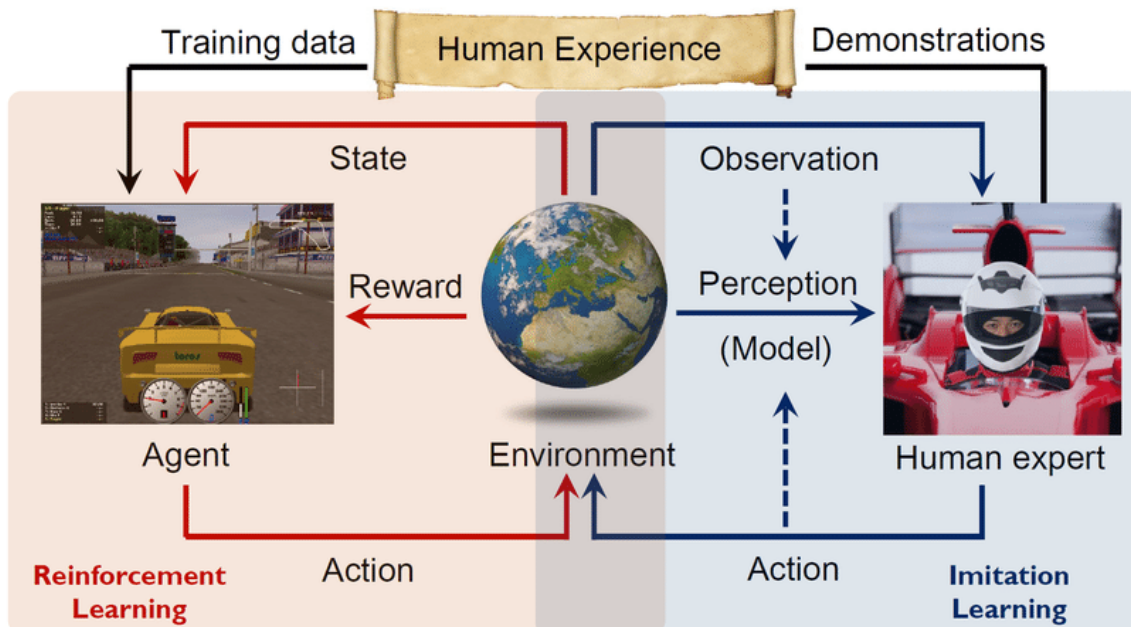 Training data
Human Experience
Demonstrations
State
Observation
Reward
Perception
(Model)
Agent
Environment
Human expert
Action
Action
Reinforcement
Learning
Imitation
Learning